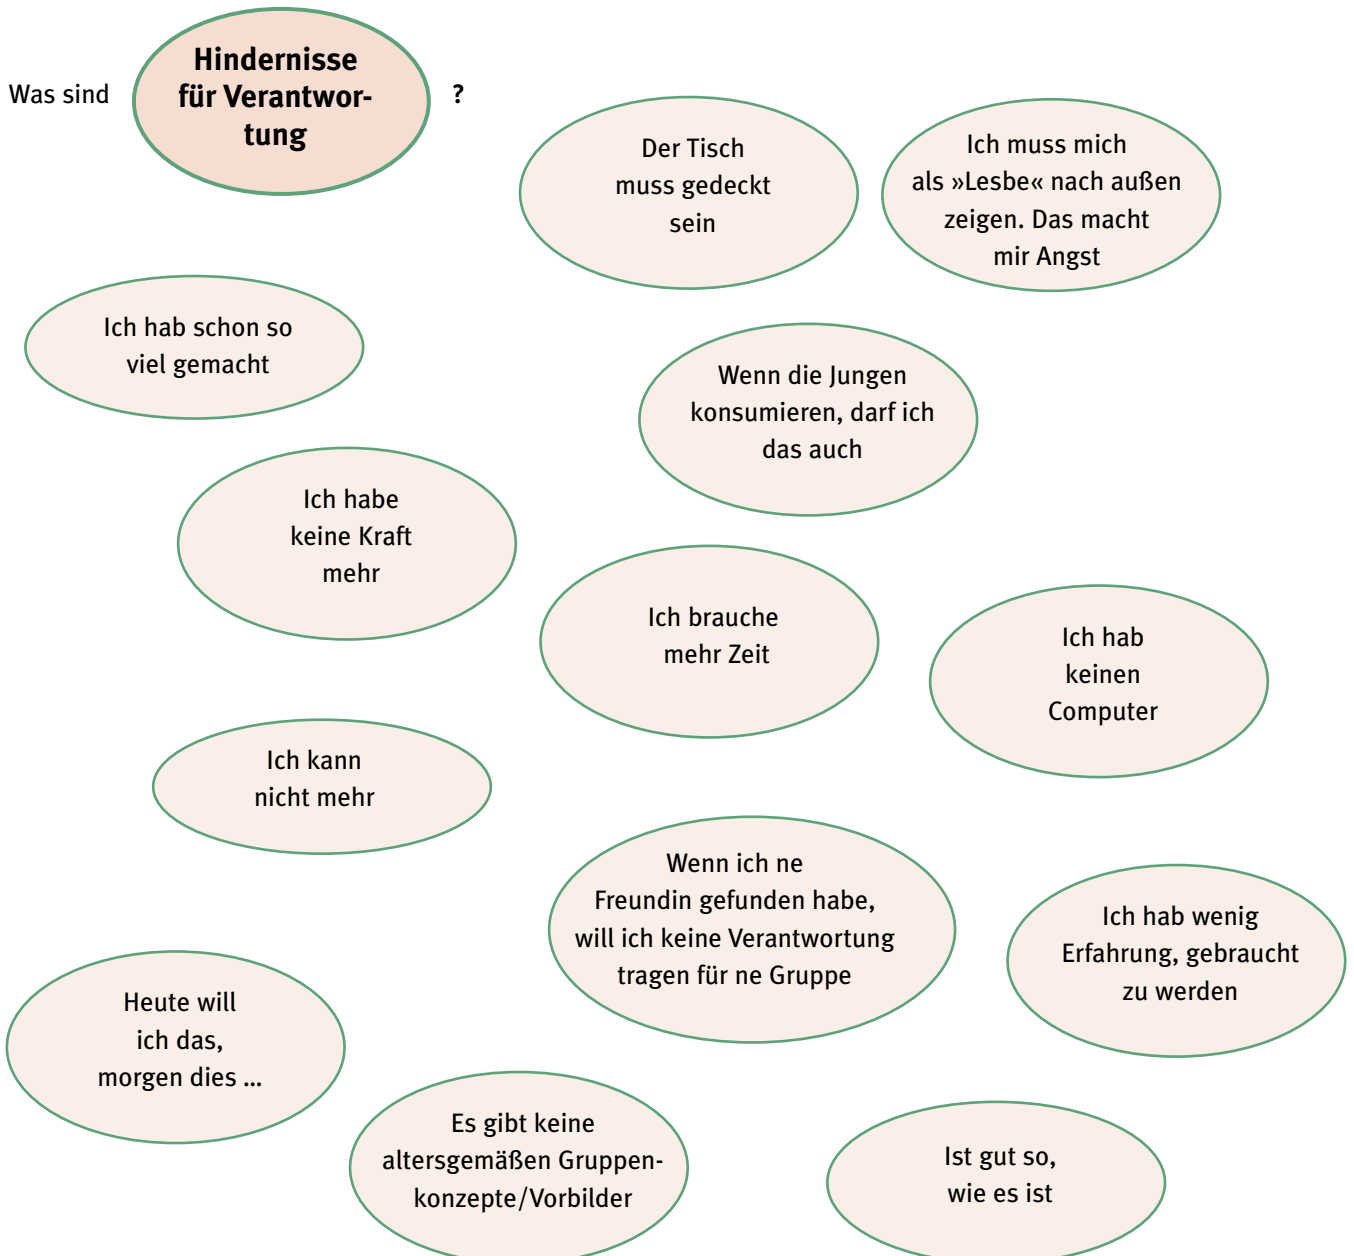 Was sind
Hindernisse
für Verantwor-
tung
?
Der Tisch
muss gedeckt
sein
Ich muss mich
als »Lesbe« nach außen
zeigen. Das macht
mir Angst
Ich hab schon so
viel gemacht
Wenn die Jungen
konsumieren, darf ich
das auch
Ich habe
keine Kraft
mehr
Ich brauche
mehr Zeit
Ich hab
keinen
Computer
Ich kann
nicht mehr
Wenn ich ne
Freundin gefunden habe,
will ich keine Verantwortung
tragen für ne Gruppe
Ich hab wenig
Erfahrung, gebraucht
zu werden
Heute will
ich das,
morgen dies ...
Es gibt keine
altersgemäßen Gruppen-
konzepte/Vorbilder
Ist gut so,
wie es ist